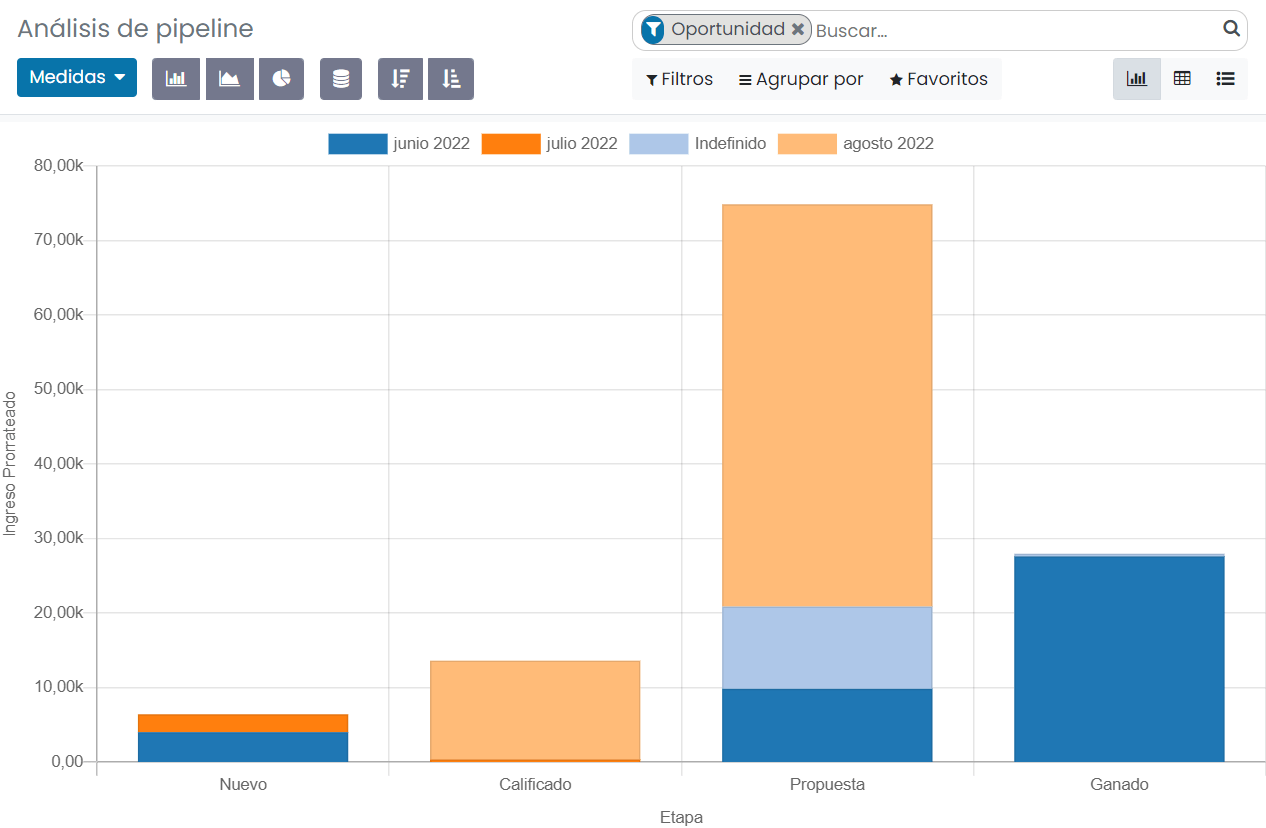 Análisis de pipeline
Oportunidad Buscar...
Medidas
Filtros Agrupar por Favoritos
junio 2022 julio 2022 Indefinido agosto 2022
80,00k
70,00k
60,00k
50,00k
40,00k
30,00k
20,00k
10,00k
0,00
Ingreso Prorrateado
Nuevo Calificado Propuesta Ganado
Etapa